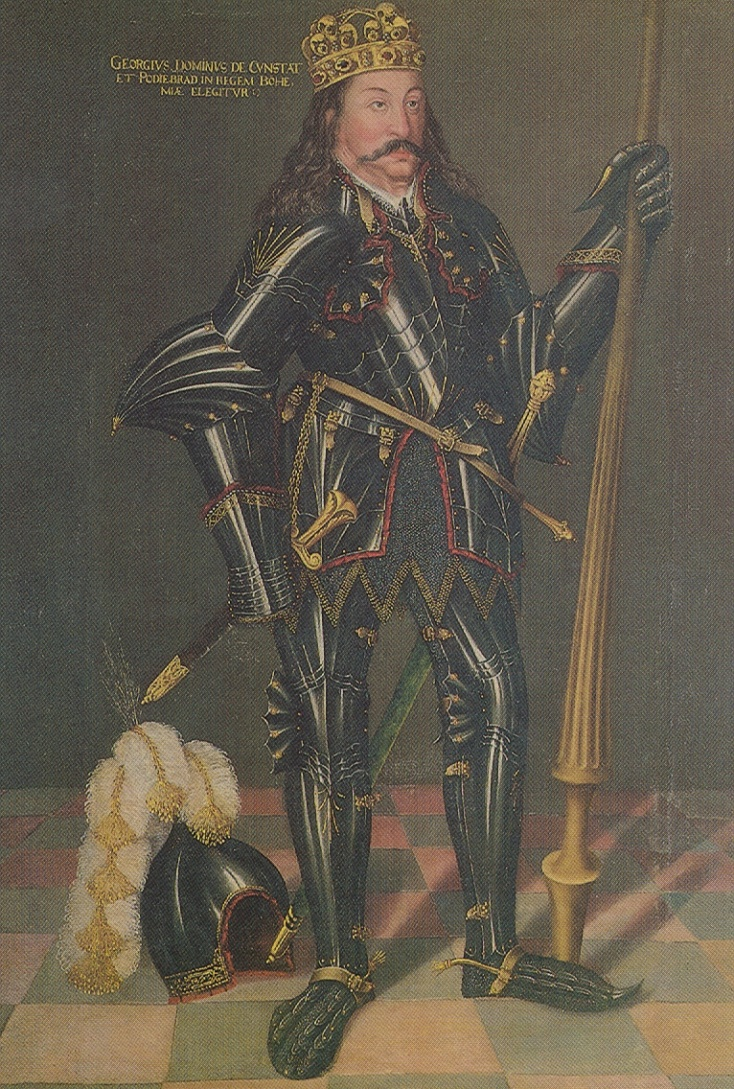 GEORGIVS DOMINVS DE CVNSTAT
ET PODIEBRAD IN REGEM BOHE,
MIÆ ELEGITVR :